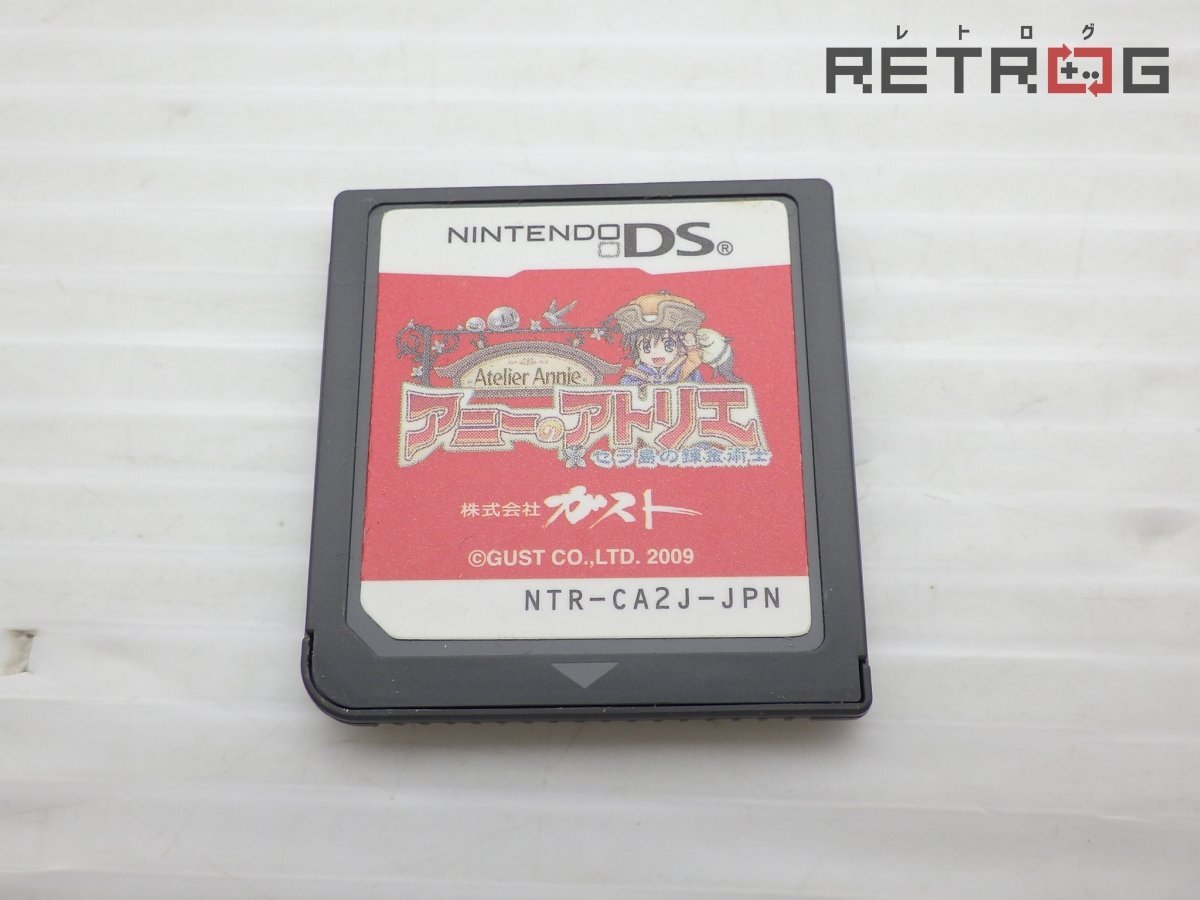 レトログ
RETROG
NINTENDO DS®
Atelier Annie
アニーのアトリエ
セラ島の錬金術士
株式会社ガスト
©GUST CO.,LTD. 2009
NTR-CA2J-JPN